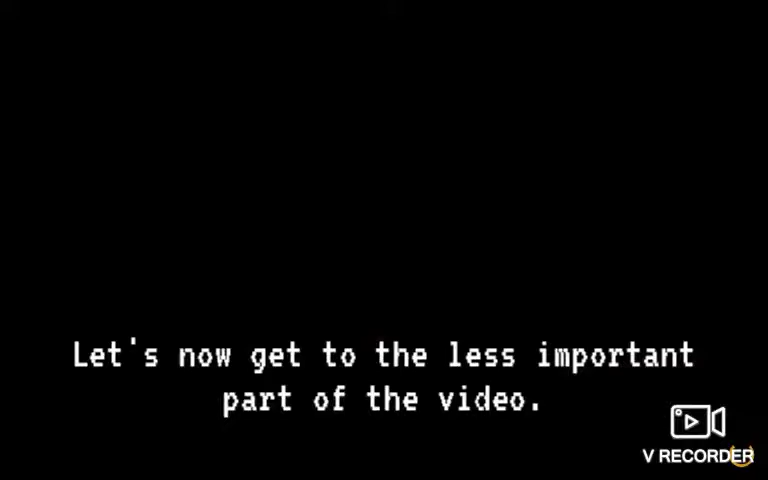 Let's now get to the less important
part of the video.
V RECORDER